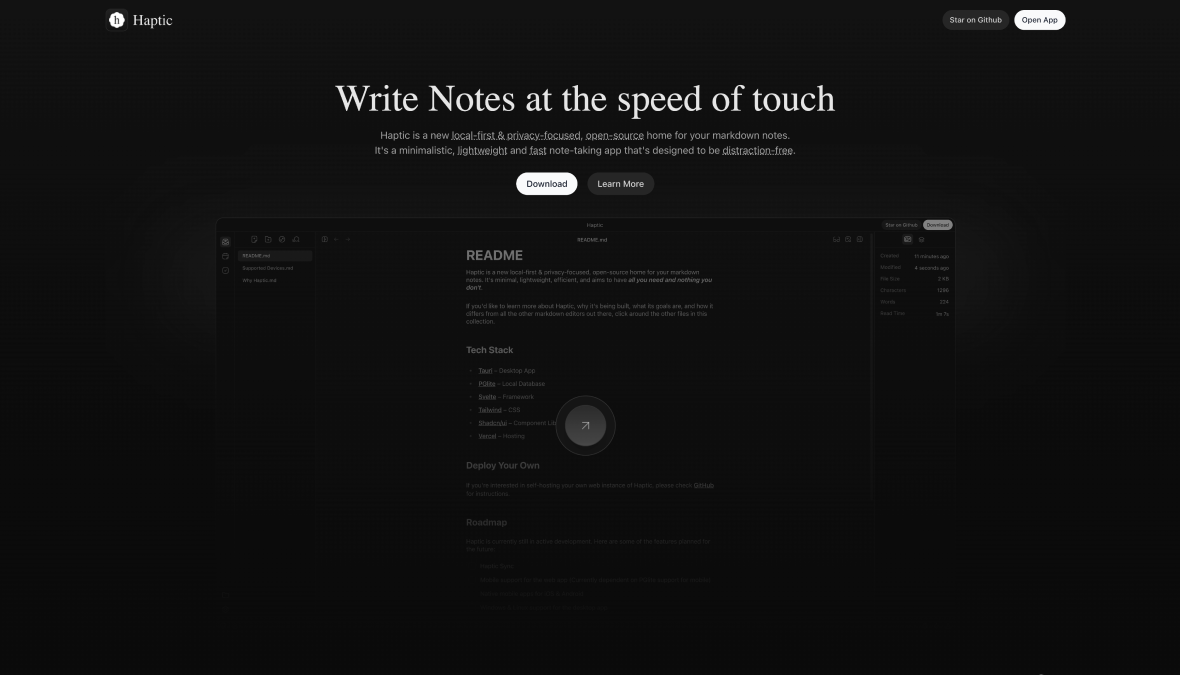 h Haptic
Star on Github
Open App
Write Notes at the speed of touch
Haptic is a new local-first & privacy-focused, open-source home for your markdown notes.
It's a minimalistic, lightweight and fast note-taking app that's designed to be distraction-free.
Download
Learn More
Haptic
Star on Github
Download
README.md
README.md
Supported Devices.md
Why Haptic.md
README
Haptic is a new local-first & privacy-focused, open-source home for your markdown
notes. It's minimal, lightweight, efficient, and aims to have all you need and nothing you
don't.
If you'd like to learn more about Haptic, why it's being built, what its goals are, and how it
differs from all the other markdown editors out there, click around the other files in this
collection.
Tech Stack
Tauri – Desktop App
PGlite – Local Database
Svelte – Framework
Tailwind – CSS
Shadcn/ui – Component Lib
Vercel – Hosting
Deploy Your Own
If you're interested in self-hosting your own web instance of Haptic, please check GitHub
for instructions.
Roadmap
Haptic is currently still in active development. Here are some of the features planned for
the future:
Created 11 minutes ago
Modified 4 seconds ago
File Size 2 KB
Characters
Words
Read Time